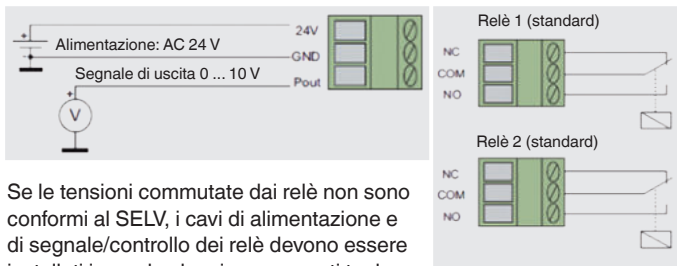 24V
Alimentazione: AC 24 V
GND
Segnale di uscita 0 ... 10 V
Pout
V
Relè 1 (standard)
NC
COM
NO
Relè 2 (standard)
NC
COM
NO
Se le tensioni commutate dai relè non sono
conformi al SELV, i cavi di alimentazione e
di segnale/controllo dei relè devono essere